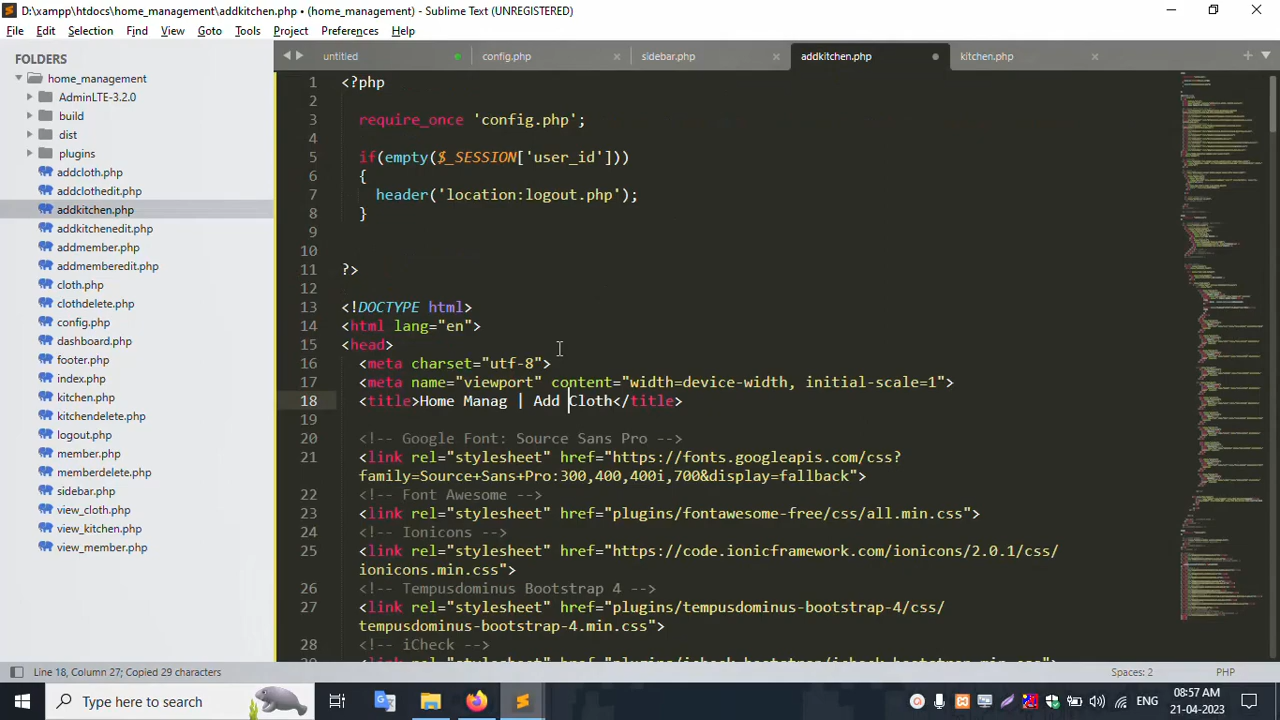 D:\xampp\htdocs\home_management\addkitchen.php • (home_management) - Sublime Text (UNREGISTERED)
File Edit Selection Find View Goto Tools Project Preferences Help
FOLDERS
home_management
AdminLTE-3.2.0
build
dist
plugins
addcloth.php
addclothedit.php
addkitchen.php
addkitchenedit.php
addmember.php
addmemberedit.php
cloth.php
clothdelete.php
config.php
dashboard.php
footer.php
index.php
kitchen.php
kitchendelete.php
logout.php
member.php
memberdelete.php
sidebar.php
view_cloth.php
view_kitchen.php
view_member.php
untitled config.php sidebar.php addkitchen.php kitchen.php
1 <?php
2
3 require_once 'config.php';
4
5 if(empty($_SESSION['user_id']))
6 {
7 header('location:logout.php');
8 }
9
10
11 ?>
12
13 <!DOCTYPE html>
14 <html lang="en">
15 <head>
16 <meta charset="utf-8">
17 <meta name="viewport" content="width=device-width, initial-scale=1">
18 <title>Home Manag | Add Cloth</title>
19
20 <!-- Google Font: Source Sans Pro -->
21 <link rel="stylesheet" href="https://fonts.googleapis.com/css?
family=Source+Sans+Pro:300,400,400i,700&display=fallback">
22 <!-- Font Awesome -->
23 <link rel="stylesheet" href="plugins/fontawesome-free/css/all.min.css">
24 <!-- Ionicons -->
25 <link rel="stylesheet" href="https://code.ionicframework.com/ionicons/2.0.1/css/
ionicons.min.css">
26 <!-- Tempusdominus Bootstrap 4 -->
27 <link rel="stylesheet" href="plugins/tempusdominus-bootstrap-4/css/
tempusdominus-bootstrap-4.min.css">
28 <!-- iCheck -->
Line 18, Column 27; Copied 29 characters Spaces: 2 PHP
Type here to search
ENG
08:57 AM
21-04-2023